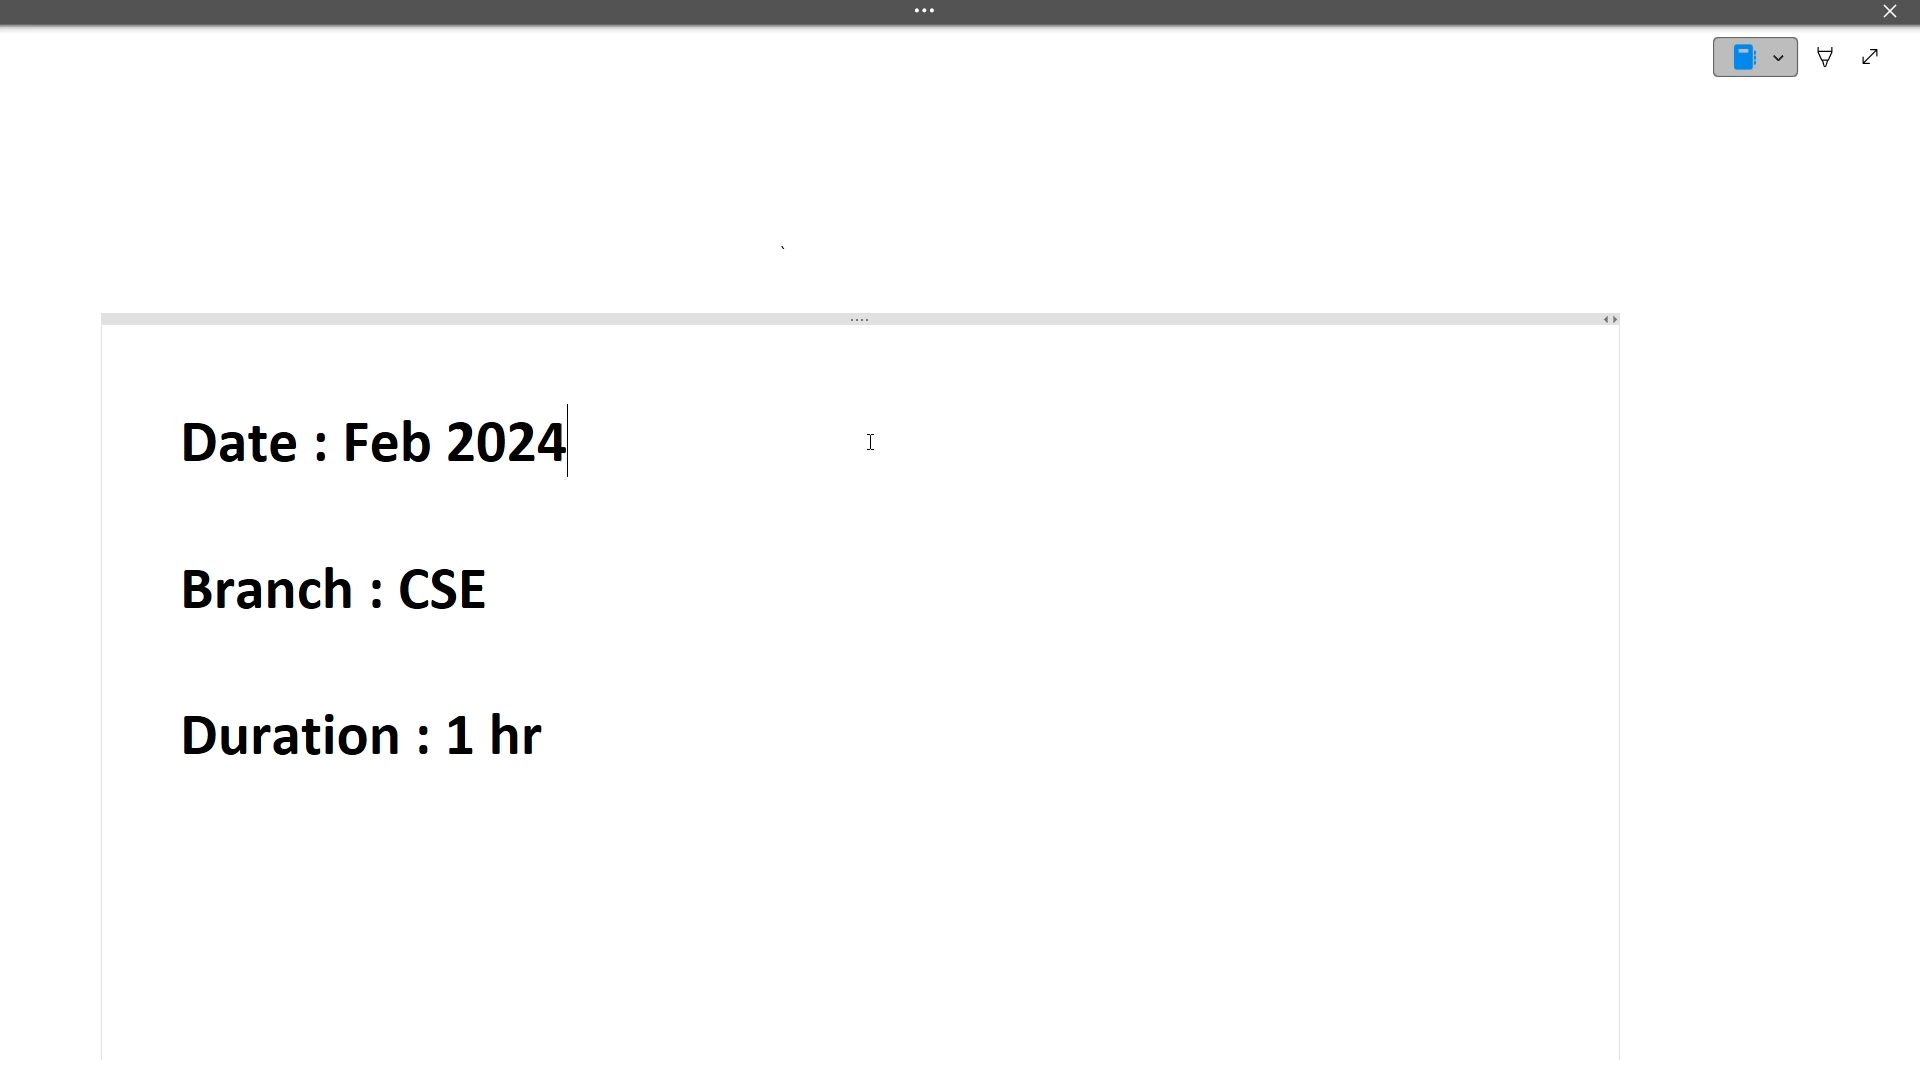 Date : Feb 2024
Branch : CSE
Duration : 1 hr